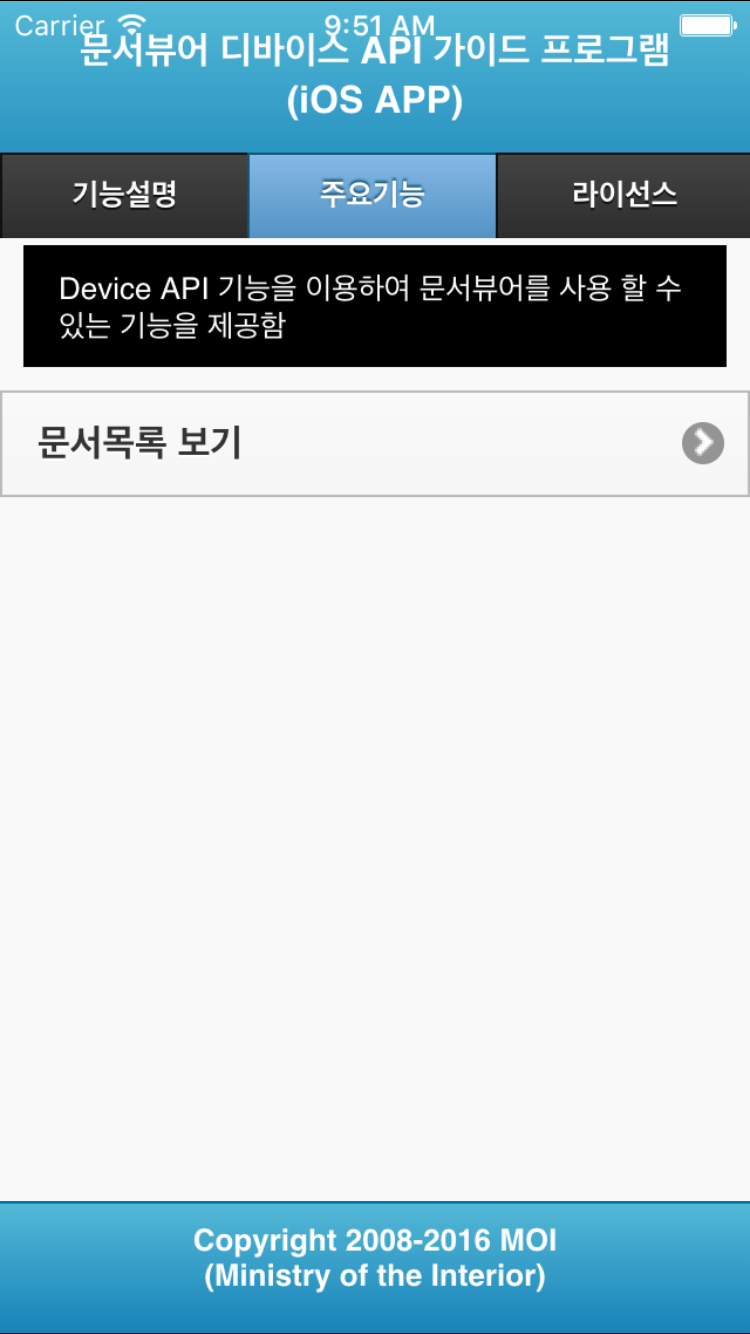 Carrier 9:51 AM
문서뷰어 디바이스 API 가이드 프로그램
(iOS APP)
기능설명 주요기능 라이선스
Device API 기능을 이용하여 문서뷰어를 사용 할 수
있는 기능을 제공함
문서목록 보기
Copyright 2008-2016 MOI
(Ministry of the Interior)